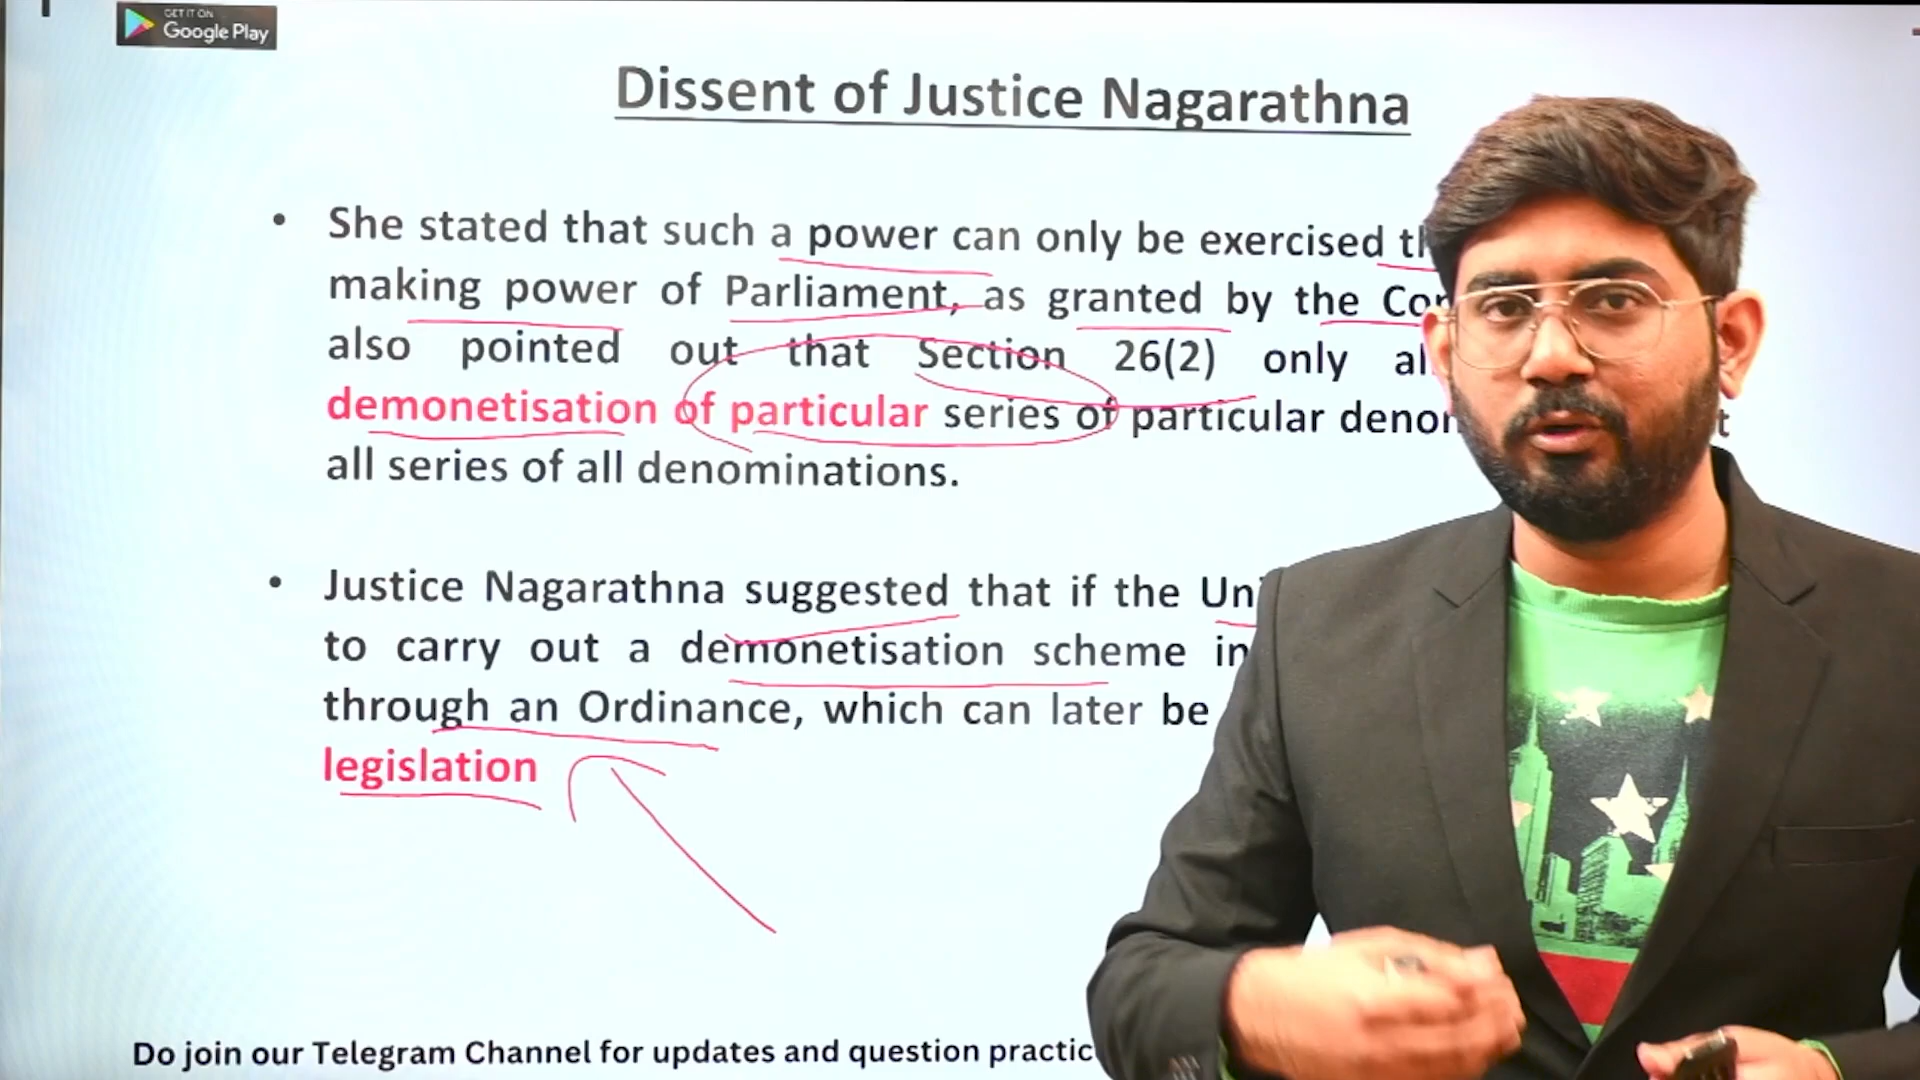 GET IT ON
Google Play
Dissent of Justice Nagarathna
• She stated that such a power can only be exercised
making power of Parliament, as granted by the
also pointed out that Section 26(2) only
demonetisation of particular series of particular
all series of all denominations.
• Justice Nagarathna suggested that if the
to carry out a demonetisation scheme
through an Ordinance, which can later be
legislation
Do join our Telegram Channel for updates and question